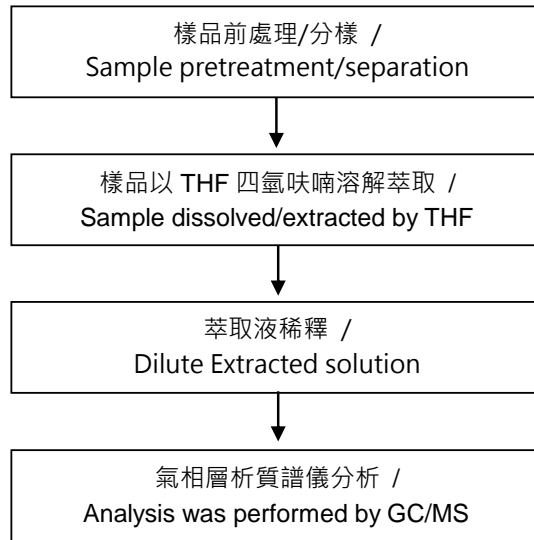 樣品前處理/分樣 /
Sample pretreatment/separation
樣品以 THF 四氫呋喃溶解萃取 /
Sample dissolved/extracted by THF
萃取液稀釋 /
Dilute Extracted solution
氣相層析質譜儀分析 /
Analysis was performed by GC/MS